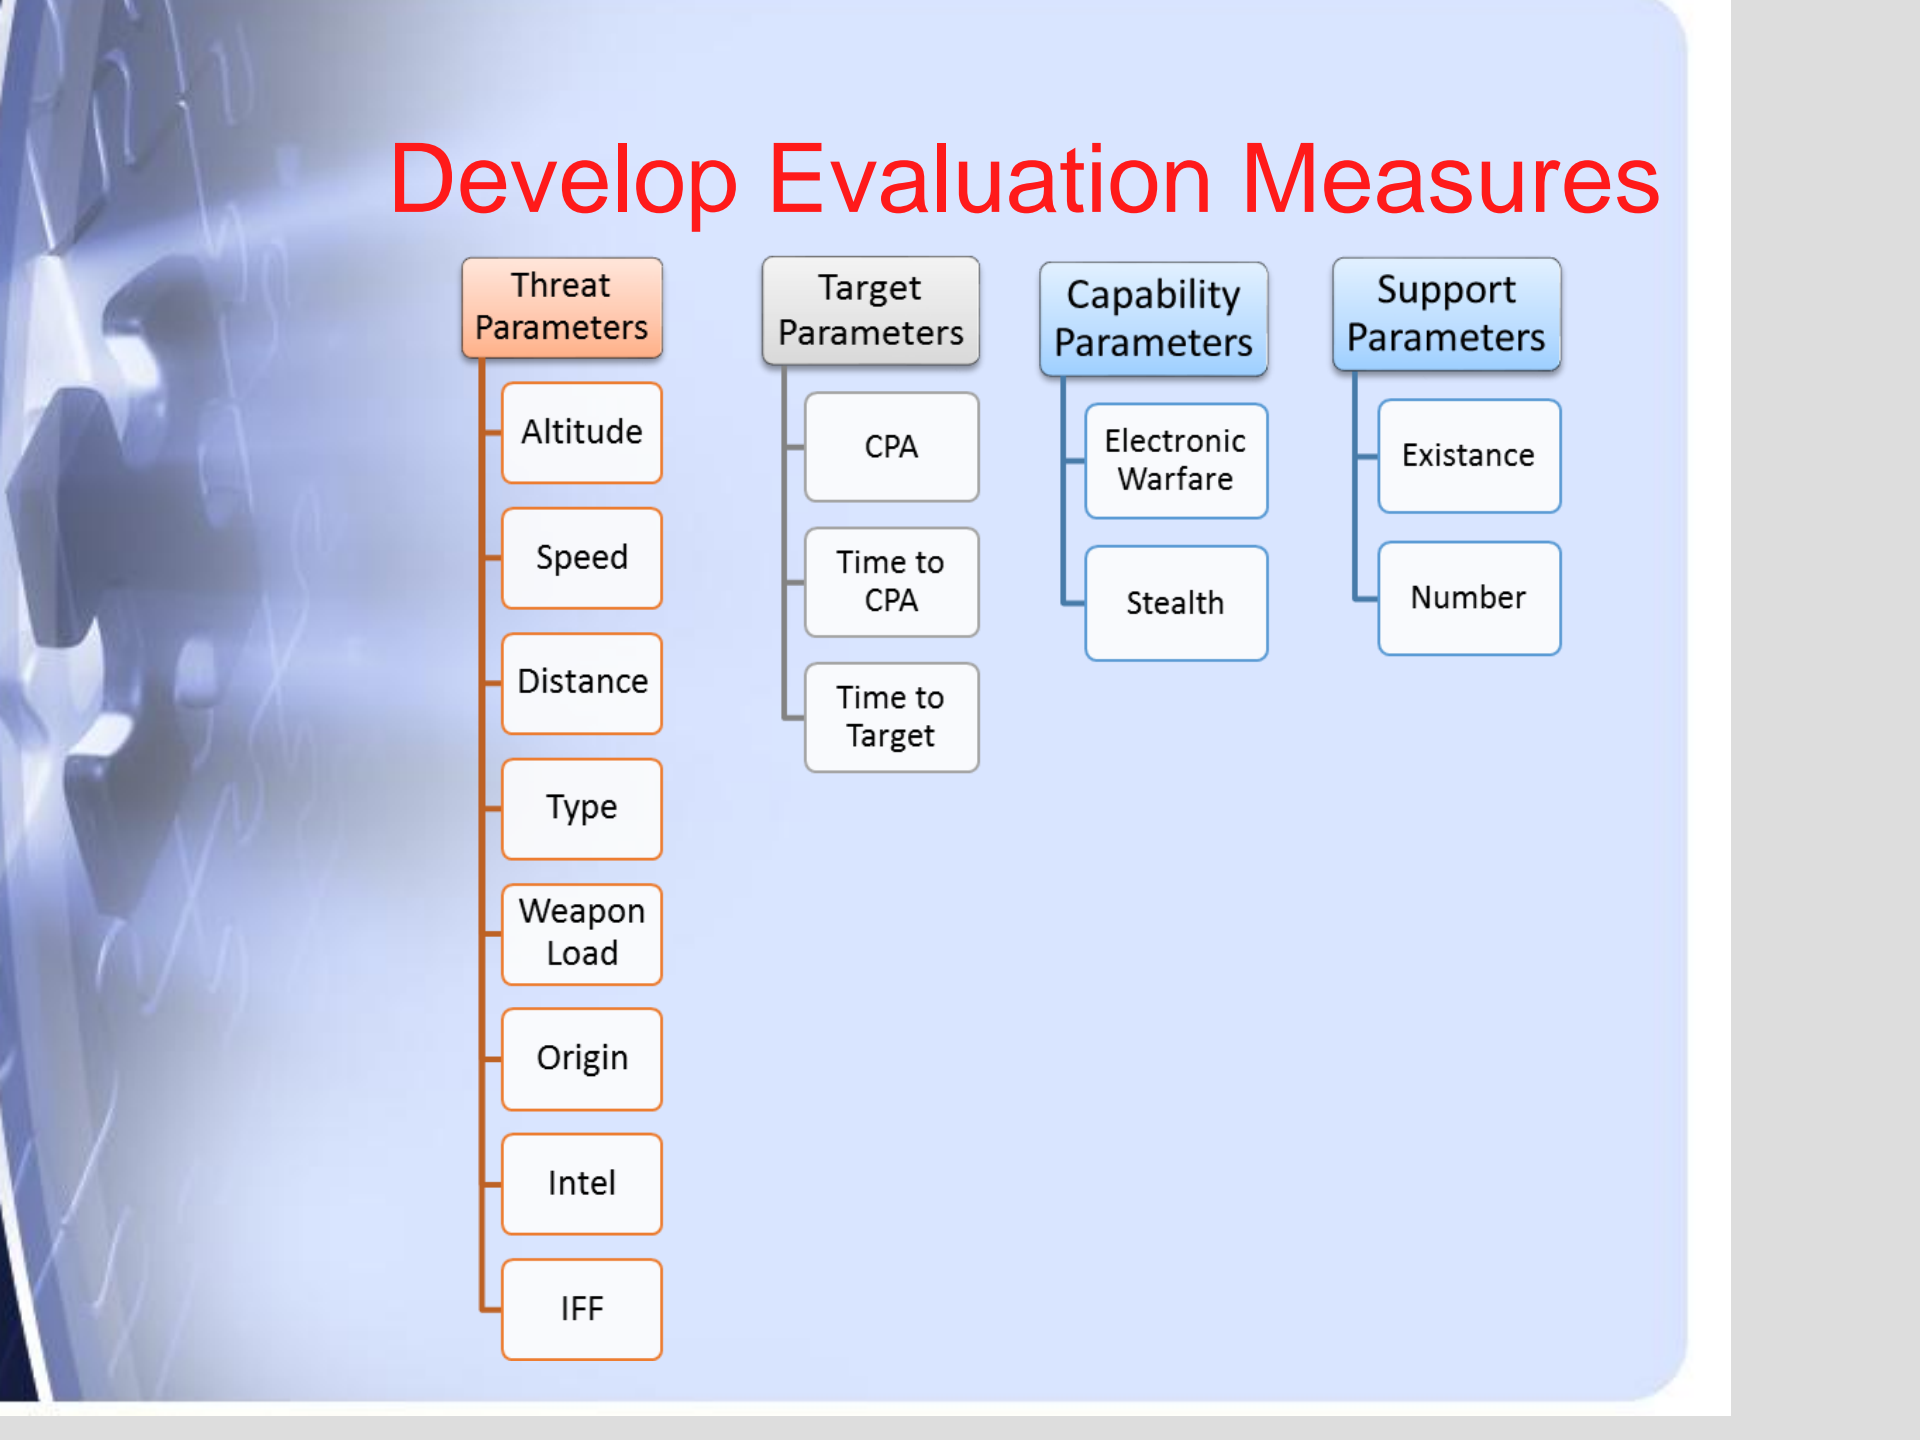 Develop Evaluation Measures
Threat
Parameters
Altitude
Speed
Distance
Type
Weapon
Load
Origin
Intel
IFF
Target
Parameters
CPA
Time to
CPA
Time to
Target
Capability
Parameters
Electronic
Warfare
Stealth
Support
Parameters
Existance
Number